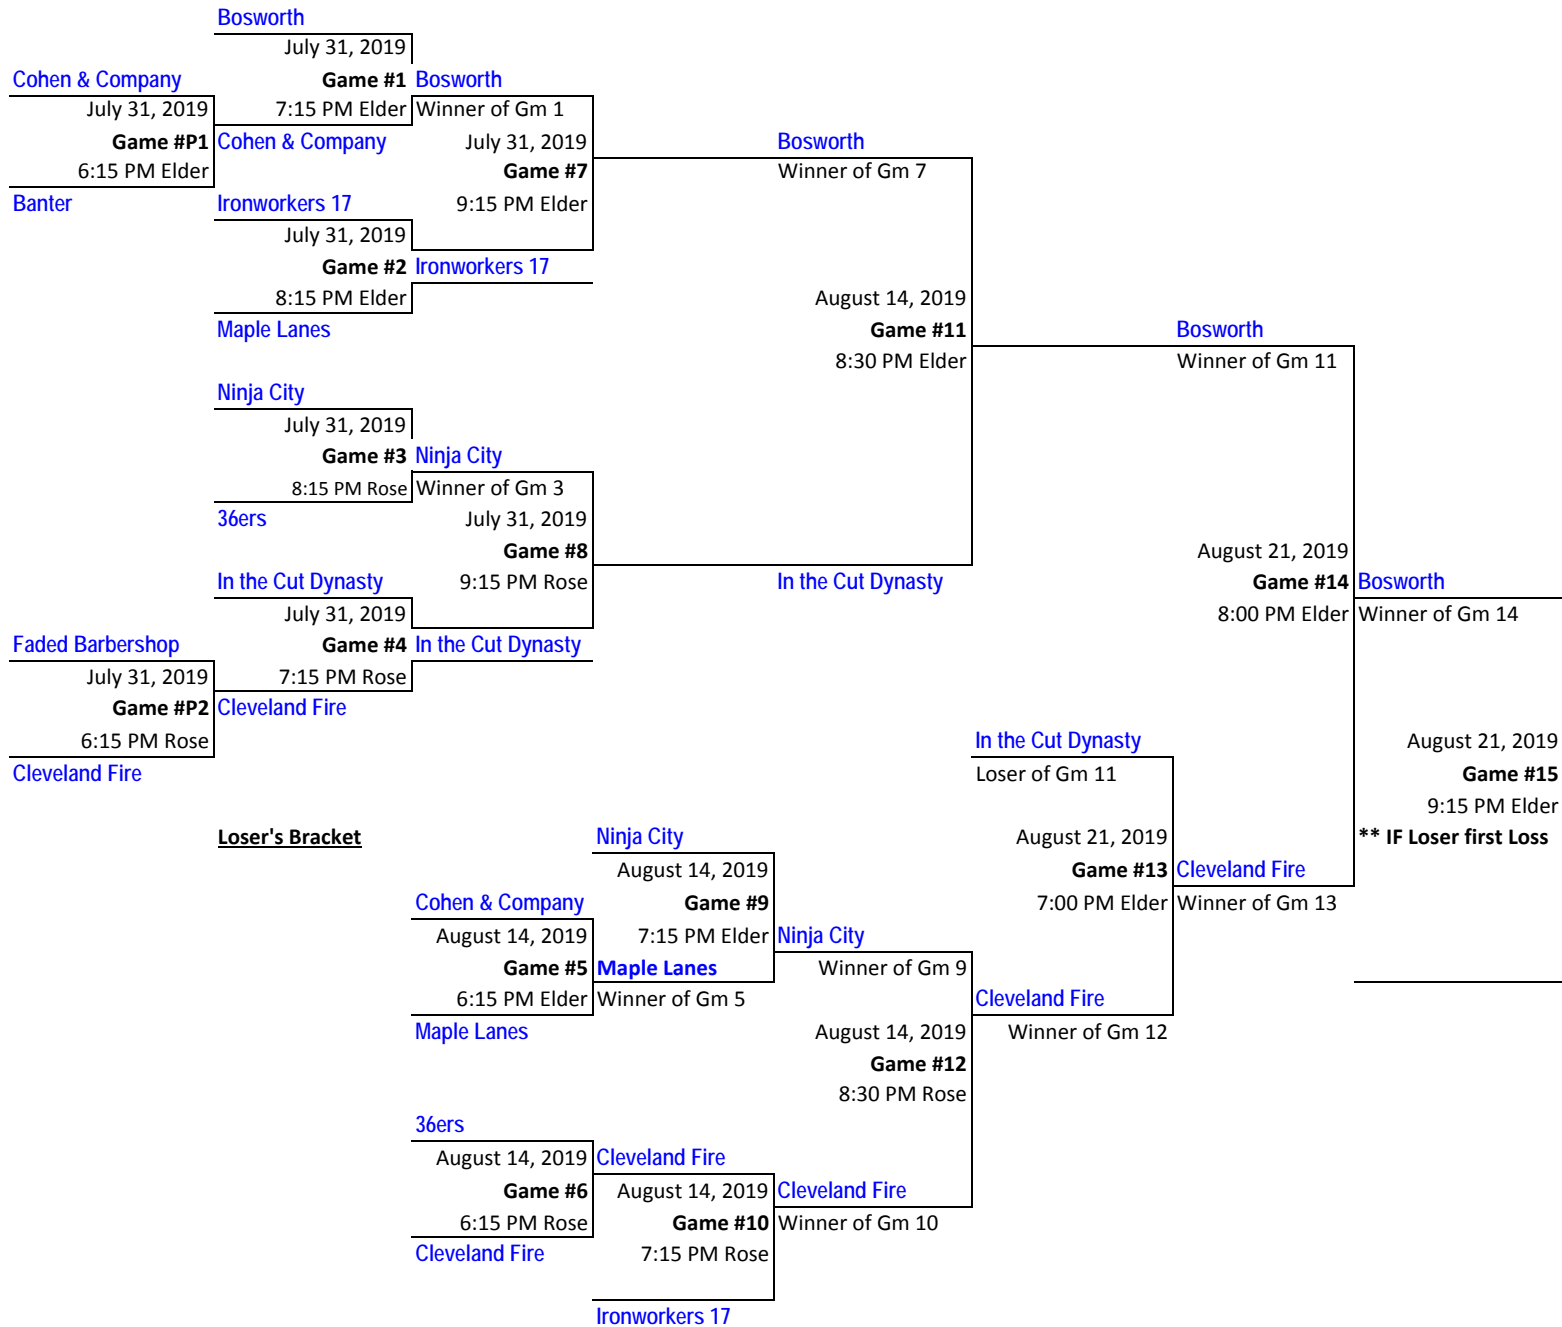 Bosworth
July 31, 2019
Cohen & Company
Game #1 Bosworth
July 31, 2019
7:15 PM Elder Winner of Gm 1
Game #P1 Cohen & Company
July 31, 2019
Bosworth
6:15 PM Elder
Game #7
Winner of Gm 7
Banter
Ironworkers 17
9:15 PM Elder
July 31, 2019
Game #2 Ironworkers 17
8:15 PM Elder
August 14, 2019
Maple Lanes
Game #11
Bosworth
8:30 PM Elder
Winner of Gm 11
Ninja City
July 31, 2019
Game #3 Ninja City
8:15 PM Rose Winner of Gm 3
36ers
July 31, 2019
Game #8
August 21, 2019
In the Cut Dynasty
9:15 PM Rose
In the Cut Dynasty
Game #14 Bosworth
July 31, 2019
8:00 PM Elder Winner of Gm 14
Faded Barbershop
Game #4 In the Cut Dynasty
July 31, 2019
7:15 PM Rose
Game #P2 Cleveland Fire
6:15 PM Rose
In the Cut Dynasty
August 21, 2019
Cleveland Fire
Loser of Gm 11
Game #15
9:15 PM Elder
Loser's Bracket
Ninja City
August 21, 2019
** IF Loser first Loss
August 14, 2019
Game #13 Cleveland Fire
Cohen & Company
Game #9
7:00 PM Elder Winner of Gm 13
August 14, 2019
7:15 PM Elder Ninja City
Game #5 Maple Lanes
Winner of Gm 9
6:15 PM Elder Winner of Gm 5
Cleveland Fire
Maple Lanes
August 14, 2019
Winner of Gm 12
Game #12
8:30 PM Rose
36ers
August 14, 2019 Cleveland Fire
Game #6
August 14, 2019 Cleveland Fire
6:15 PM Rose
Game #10 Winner of Gm 10
Cleveland Fire
7:15 PM Rose
Ironworkers 17